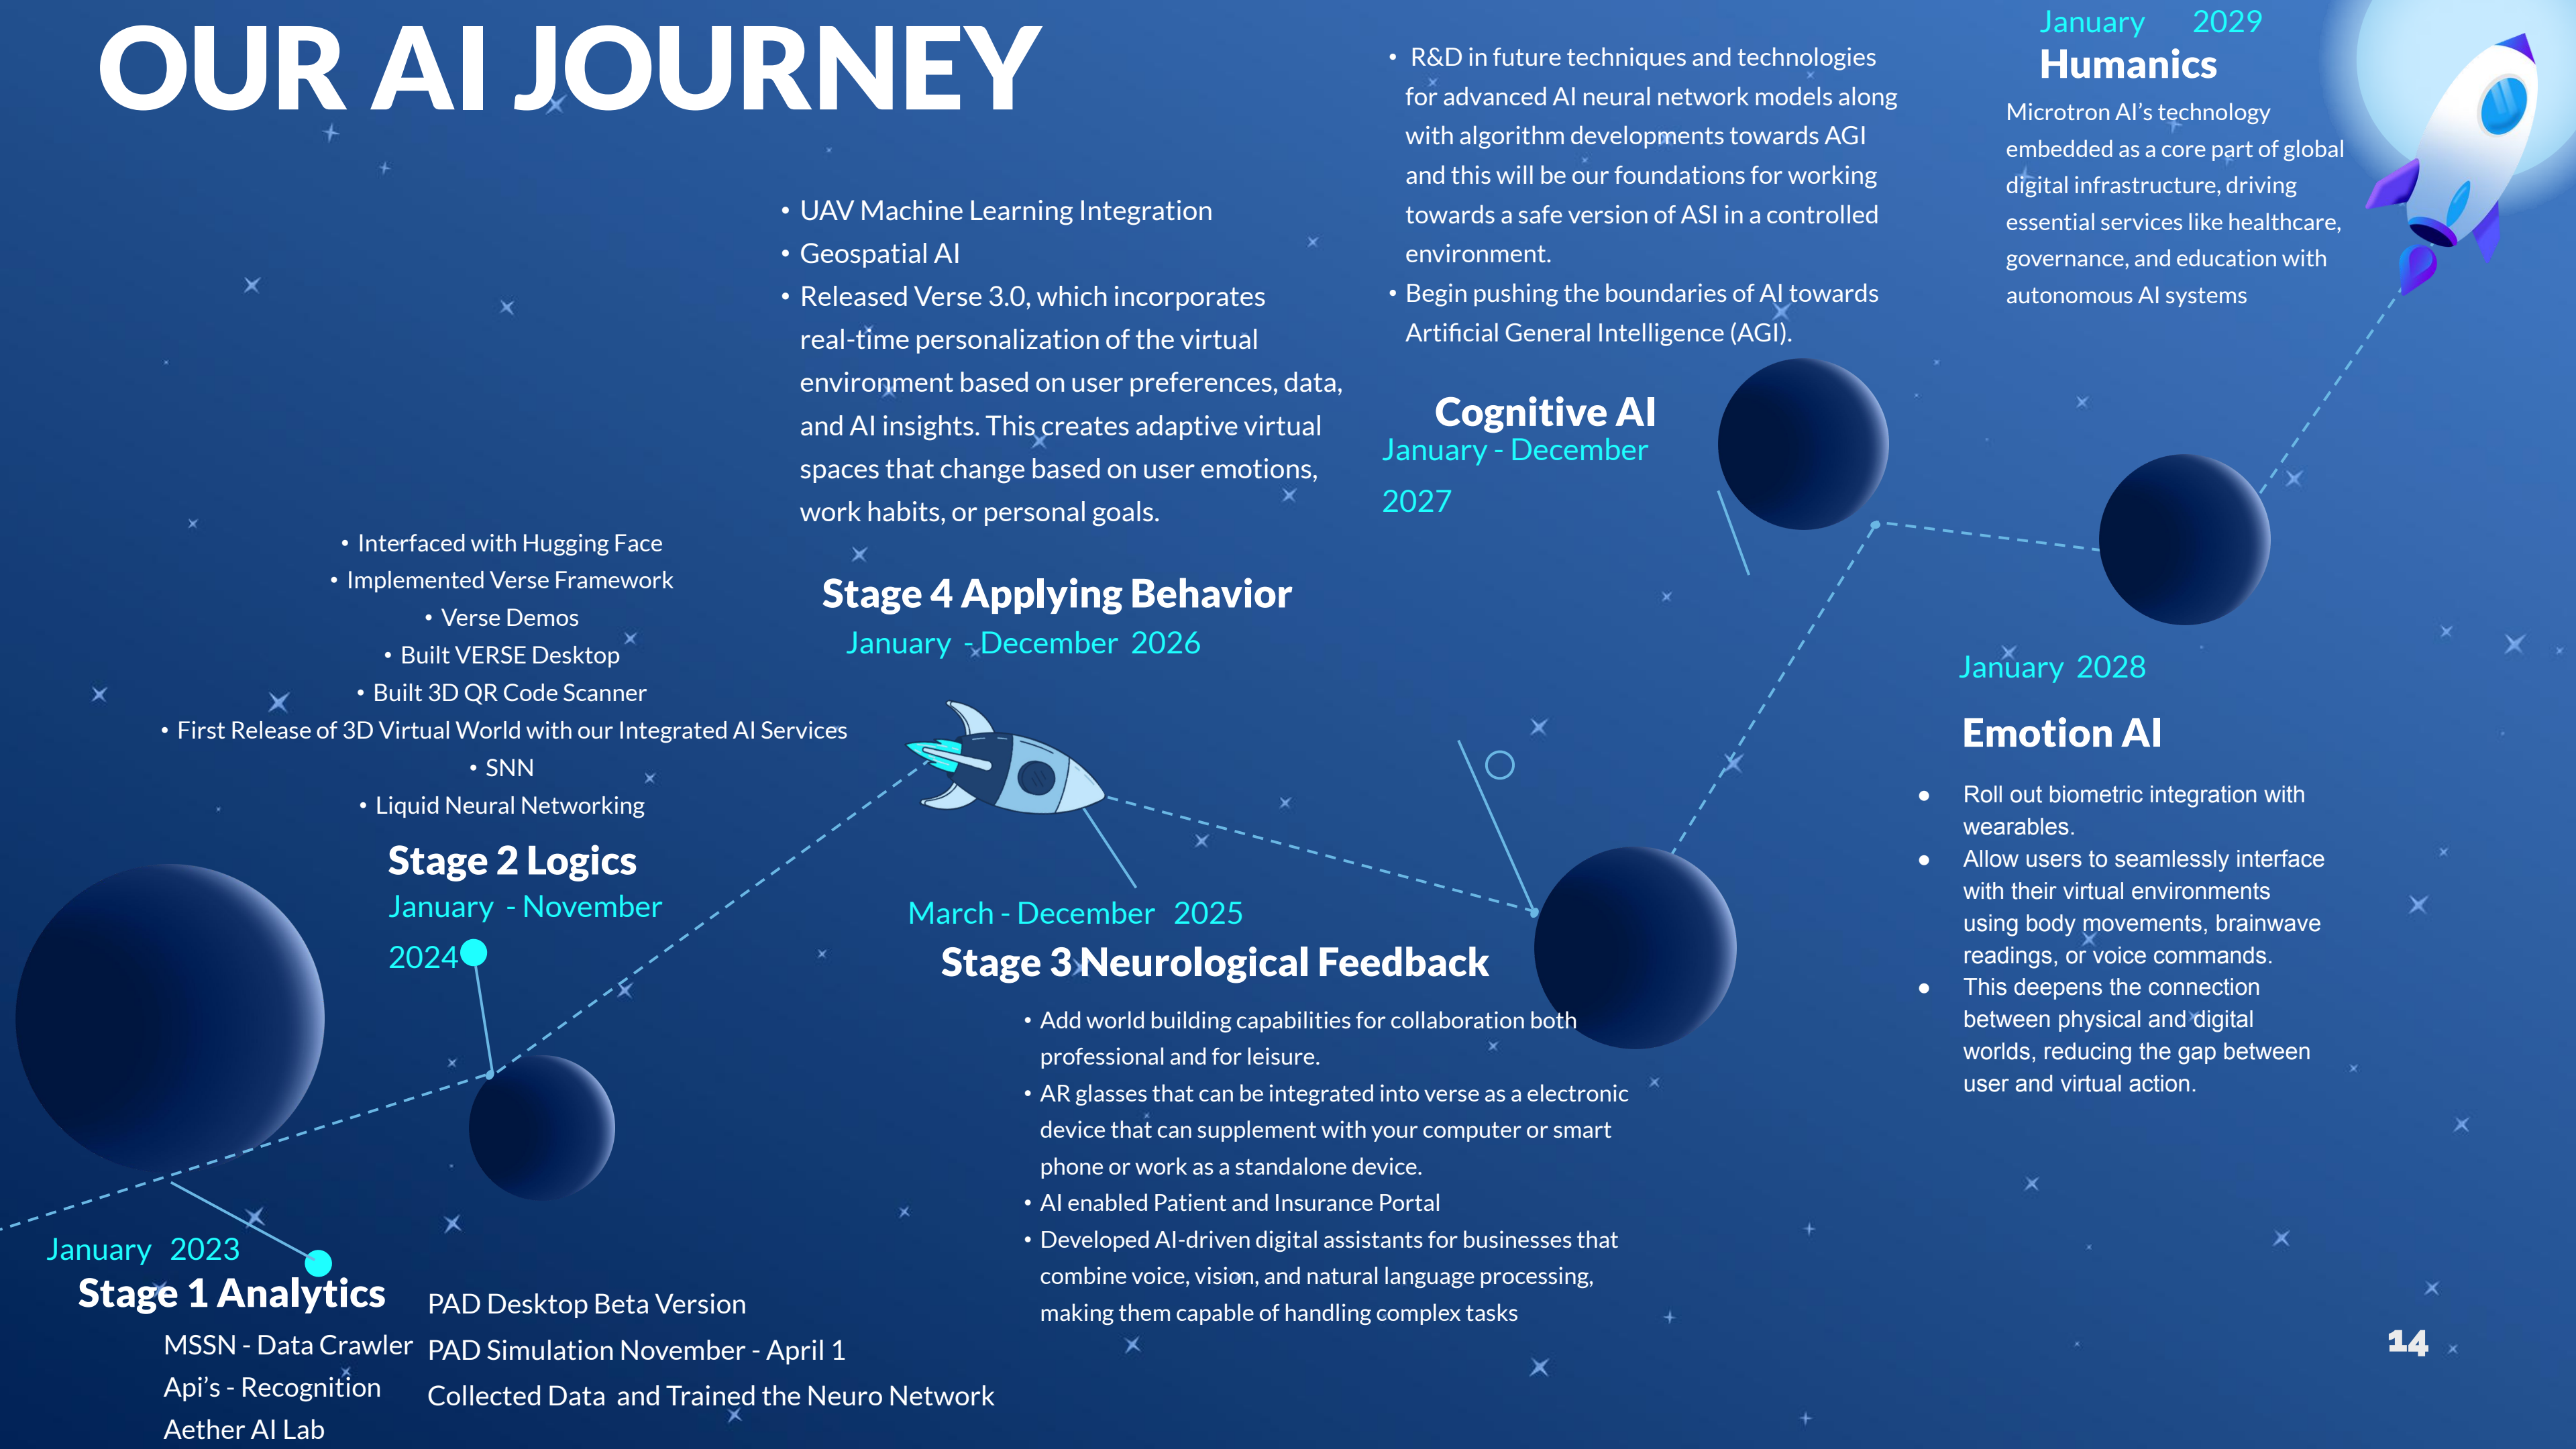 OUR AI JOURNEY
January 2023
Stage 1 Analytics
MSSN - Data Crawler
Api’s - Recognition
Aether AI Lab
PAD Desktop Beta Version
PAD Simulation November - April 1
Collected Data and Trained the Neuro Network
• Interfaced with Hugging Face
• Implemented Verse Framework
• Verse Demos
• Built VERSE Desktop
• Built 3D QR Code Scanner
• First Release of 3D Virtual World with our Integrated AI Services
• SNN
• Liquid Neural Networking
Stage 2 Logics
January - November
2024
March - December 2025
Stage 3 Neurological Feedback
• Add world building capabilities for collaboration both
professional and for leisure.
• AR glasses that can be integrated into verse as a electronic
device that can supplement with your computer or smart
phone or work as a standalone device.
• AI enabled Patient and Insurance Portal
• Developed AI-driven digital assistants for businesses that
combine voice, vision, and natural language processing,
making them capable of handling complex tasks
• UAV Machine Learning Integration
• Geospatial AI
• Released Verse 3.0, which incorporates
real-time personalization of the virtual
environment based on user preferences, data,
and AI insights. This creates adaptive virtual
spaces that change based on user emotions,
work habits, or personal goals.
Stage 4 Applying Behavior
January - December 2026
• R&D in future techniques and technologies
for advanced AI neural network models along
with algorithm developments towards AGI
and this will be our foundations for working
towards a safe version of ASI in a controlled
environment.
• Begin pushing the boundaries of AI towards
Artificial General Intelligence (AGI).
Cognitive AI
January - December
2027
January 2028
Emotion AI
● Roll out biometric integration with
wearables.
● Allow users to seamlessly interface
with their virtual environments
using body movements, brainwave
readings, or voice commands.
● This deepens the connection
between physical and digital
worlds, reducing the gap between
user and virtual action.
January 2029
Humanics
Microtron AI’s technology
embedded as a core part of global
digital infrastructure, driving
essential services like healthcare,
governance, and education with
autonomous AI systems
14